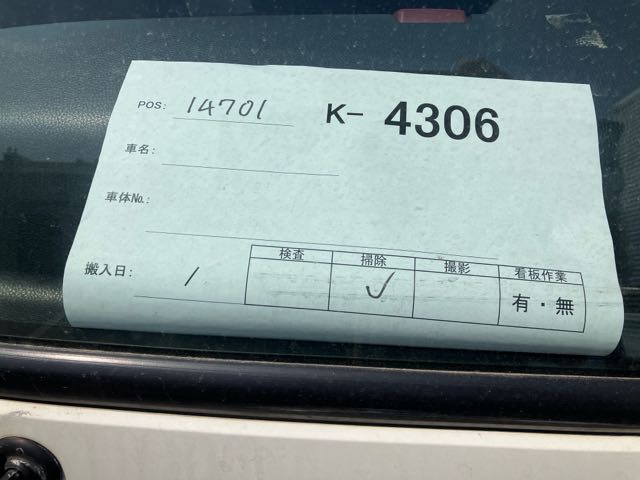 POS: 14701 K- 4306
車名:
車体No.:
検査 掃除 撮影 看板作業
搬入日: / ✓ 有・無